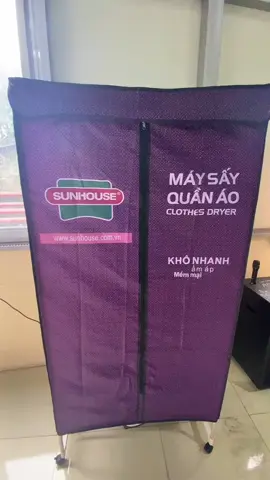 SUNHOUSE
www.sunhouse.com.vn
MÁY SẤY
QUẦN ÁO
CLOTHES DRYER
KHÔ NHANH
ấm áp
Mềm mại